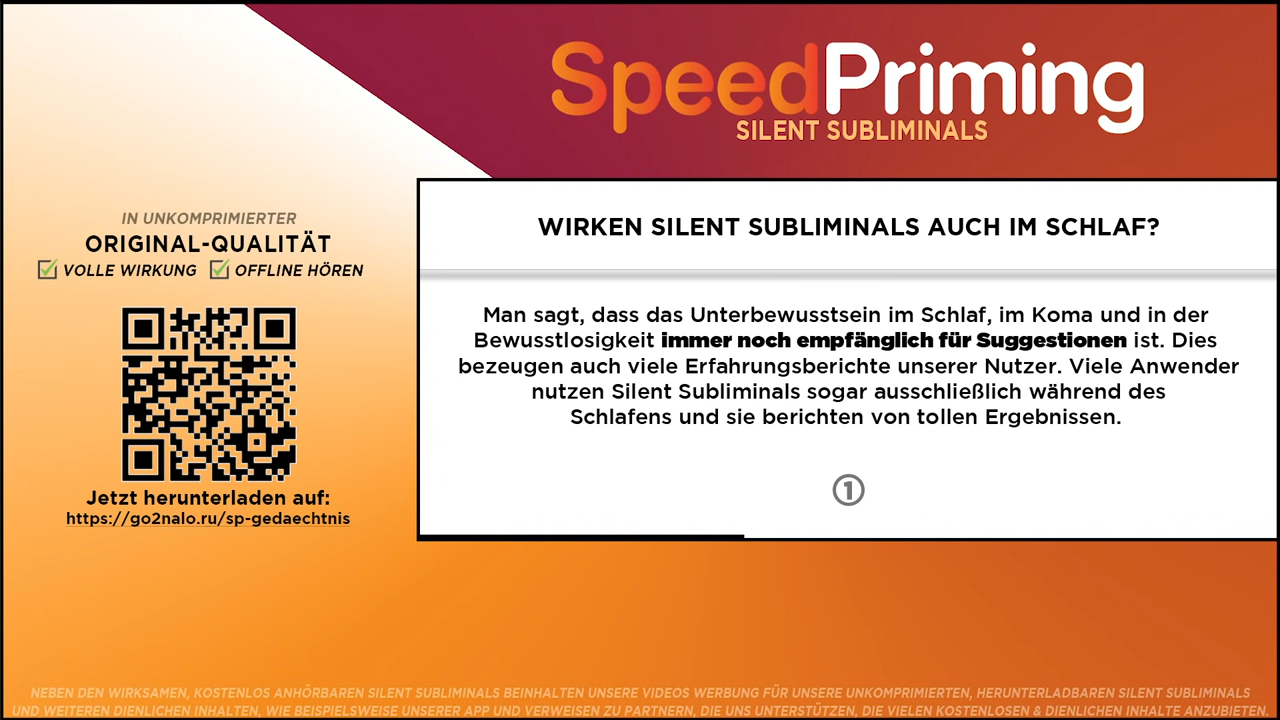 SpeedPriming
SILENT SUBLIMINALS
IN UNKOMPRIMIERTER
ORIGINAL-QUALITÄT
VOLLE WIRKUNG OFFLINE HÖREN
Jetzt herunterladen auf:
https://go2nalo.ru/sp-gedaechtnis
WIRKEN SILENT SUBLIMINALS AUCH IM SCHLAF?
Man sagt, dass das Unterbewusstsein im Schlaf, im Koma und in der
Bewusstlosigkeit immer noch empfänglich für Suggestionen ist. Dies
bezeugen auch viele Erfahrungsberichte unserer Nutzer. Viele Anwender
nutzen Silent Subliminals sogar ausschließlich während des
Schlafens und sie berichten von tollen Ergebnissen.
①
NEBEN DEN WIRKSAMEN, KOSTENLOS ANHÖRBAREN SILENT SUBLIMINALS BEINHALTEN UNSERE VIDEOS WERBUNG FÜR UNSERE UNKOMPRIMIERTEN, HERUNTERLADBAREN SILENT SUBLIMINALS
UND WEITEREN DIENLICHEN INHALTEN, WIE BEISPIELSWEISE UNSERER APP UND VERWEISEN ZU PARTNERN, DIE UNS UNTERSTÜTZEN, DIE VIELEN KOSTENLOSEN & DIENLICHEN INHALTE ANZUBIETEN.